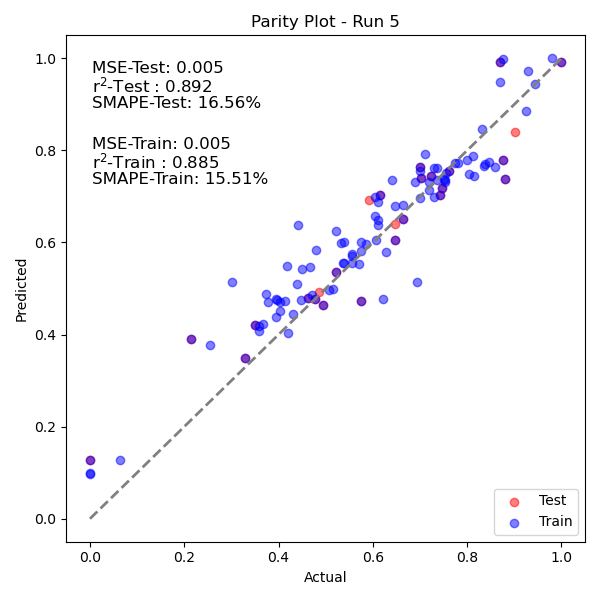 Parity Plot - Run 5
MSE-Test: 0.005
r²-Test : 0.892
SMAPE-Test: 16.56%
MSE-Train: 0.005
r²-Train : 0.885
SMAPE-Train: 15.51%
1.0
0.8
0.6
0.4
0.2
0.0
Predicted
Test
Train
0.0 0.2 0.4 0.6 0.8 1.0
Actual